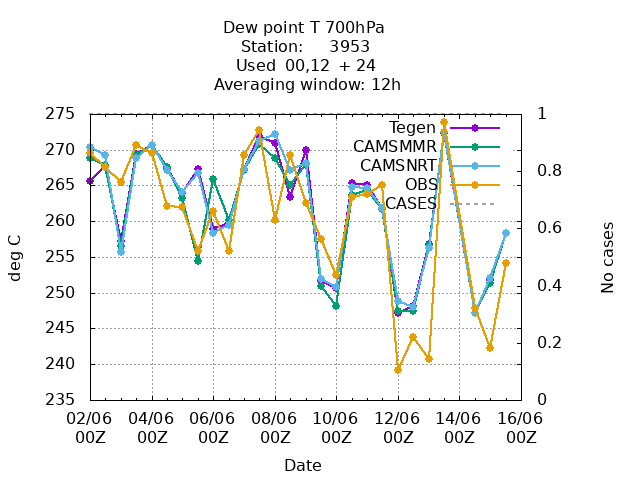 Dew point T 700hPa
Station: 3953
Used 00,12 + 24
Averaging window: 12h
275 1
Tegen
270
CAMSMMR
CAMSNRT
0.8
265
OBS
CASES
260
0.6
255
250
0.4
245
0.2
240
235 0
deg C
No cases
02/06 04/06 06/06 08/06 10/06 12/06 14/06 16/06
00Z 00Z 00Z 00Z 00Z 00Z 00Z 00Z
Date